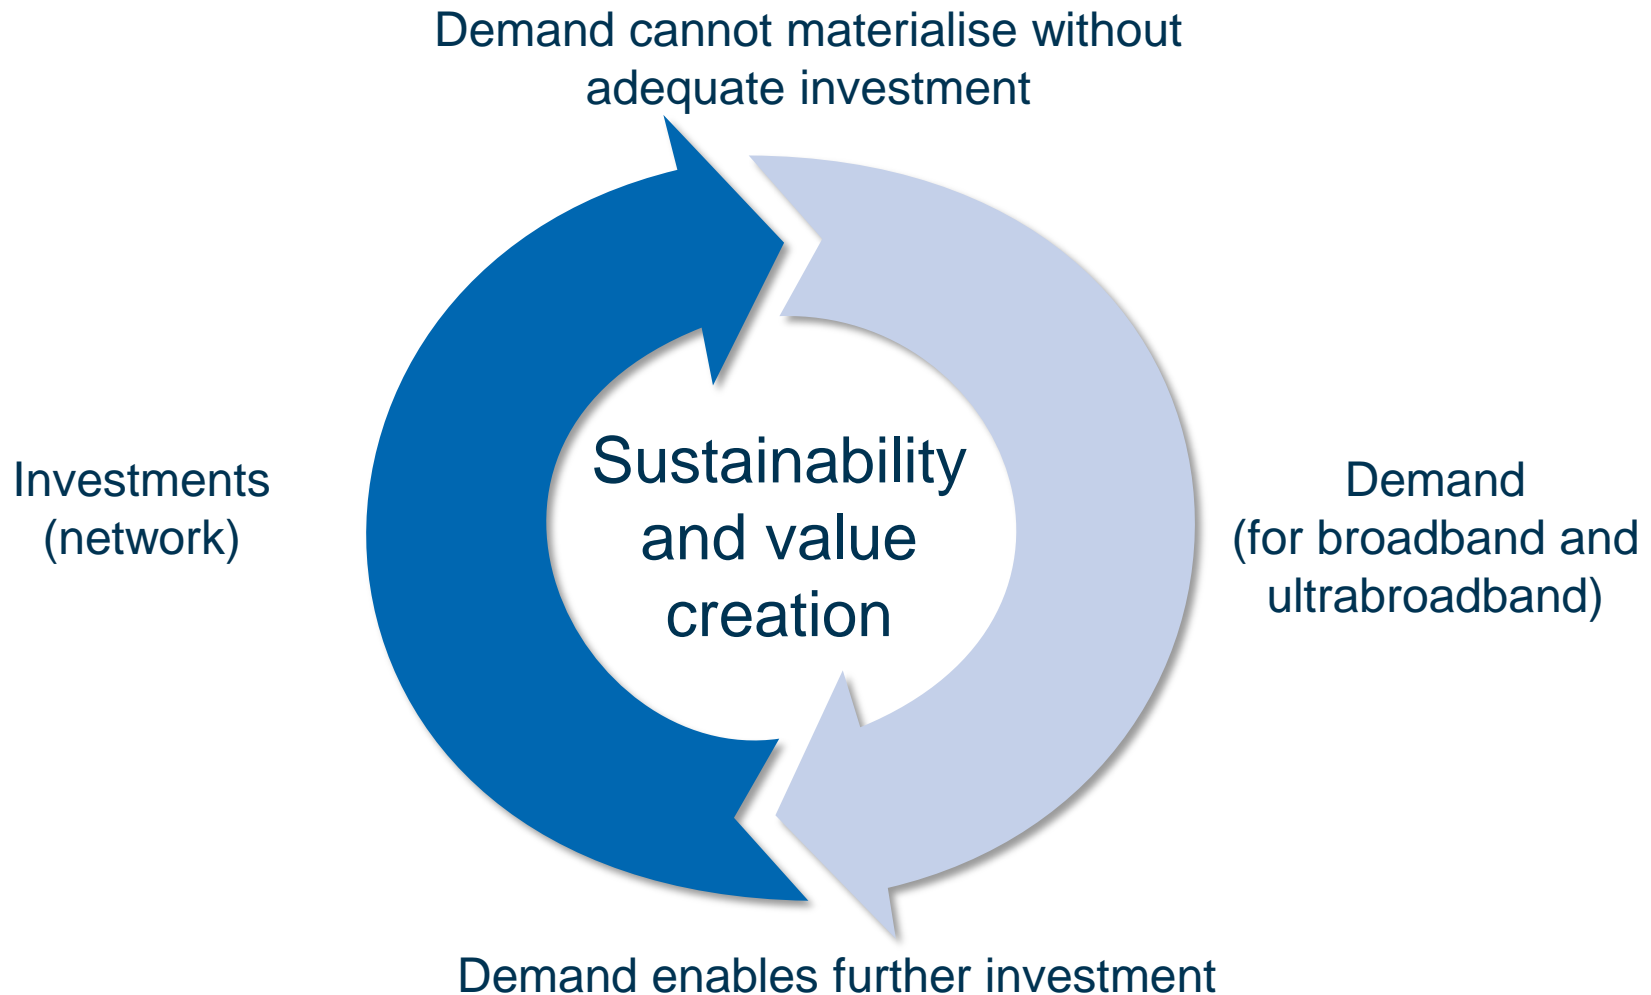 Demand cannot materialise without
adequate investment
Investments
(network)
Sustainability
and value
creation
Demand
(for broadband and
ultrabroadband)
Demand enables further investment